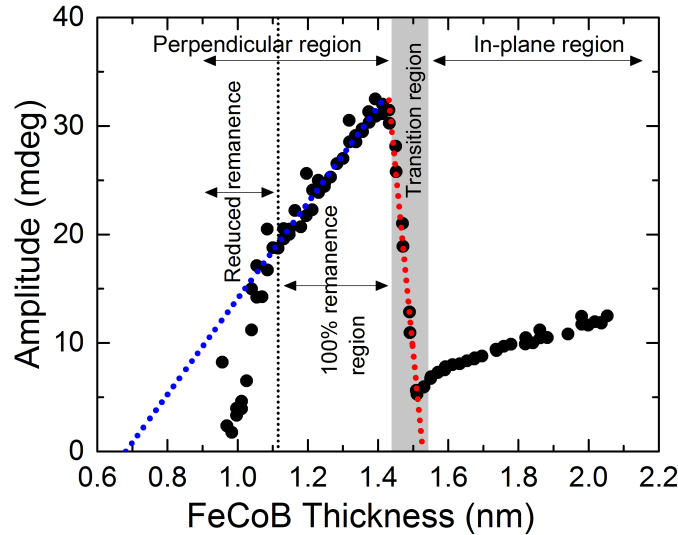 Perpendicular region
In-plane region
Reduced remanence
100% remanence
region
Transition region
Amplitude (mdeg)
40
30
20
10
0
0.6 0.8 1.0 1.2 1.4 1.6 1.8 2.0 2.2
FeCoB Thickness (nm)